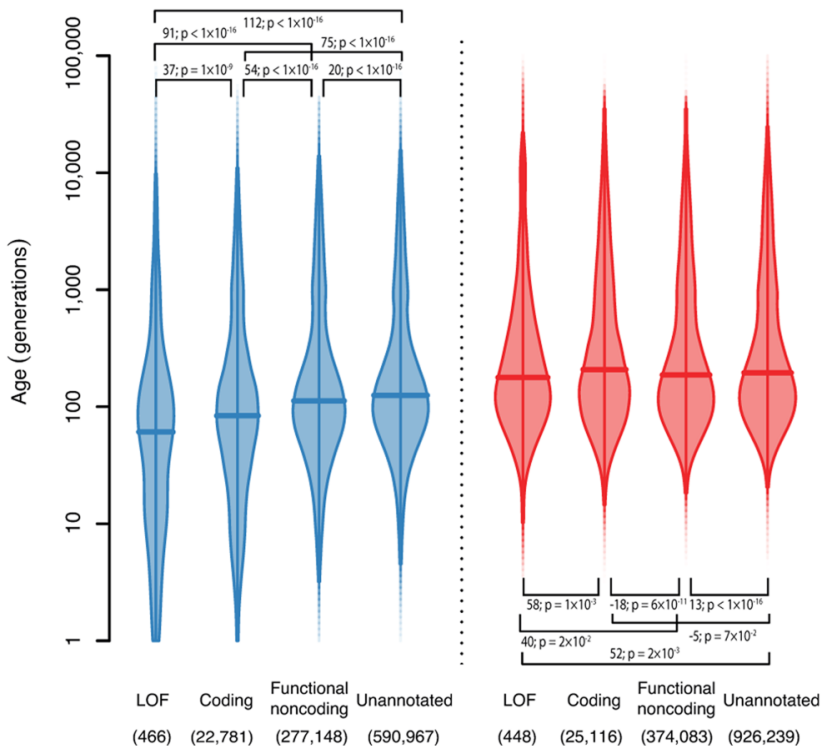 112; p < 1×10-16
91; p < 1×10-16
75; p < 1×10-16
37; p = 1×10-9
54; p < 1×10-16
20; p < 1×10-16
Age (generations)
100,000
10,000
1,000
100
10
1
58; p = 1×10-3
-18; p = 6×10-11
13; p < 1×10-16
40; p = 2×10-2
-5; p = 7×10-2
52; p = 2×10-3
LOF
Coding
Functional
noncoding
Unannotated
LOF
Coding
Functional
noncoding
Unannotated
(466)
(22,781)
(277,148)
(590,967)
(448)
(25,116)
(374,083)
(926,239)